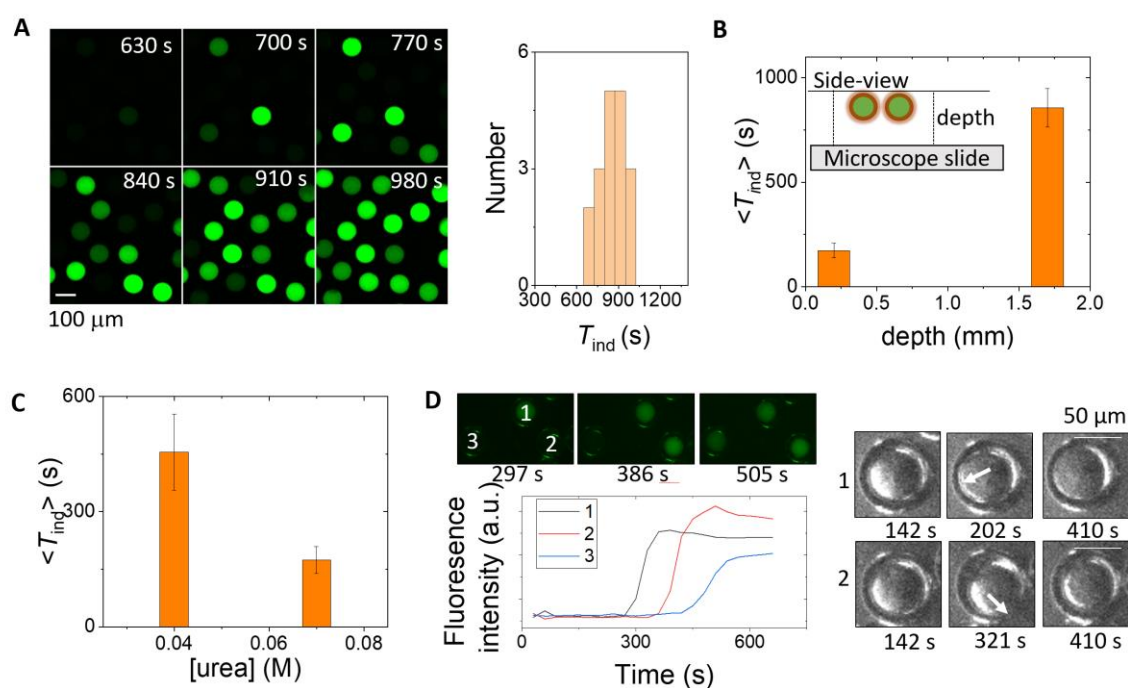 A
630 s
700 s
770 s
840 s
910 s
980 s
100 μm
Number
6
3
0
300 600 900 1200
T_ind (s)
B
<T_ind> (s)
1000
500
0
Side-view
depth
Microscope slide
0.0 0.5 1.0 1.5 2.0
depth (mm)
C
<T_ind> (s)
600
300
0
0.04 0.06 0.08
[urea] (M)
D
1
2
3
297 s
386 s
505 s
Fluoresence
intensity (a.u.)
1
2
3
300 600
Time (s)
50 μm
1
142 s
202 s
410 s
2
142 s
321 s
410 s